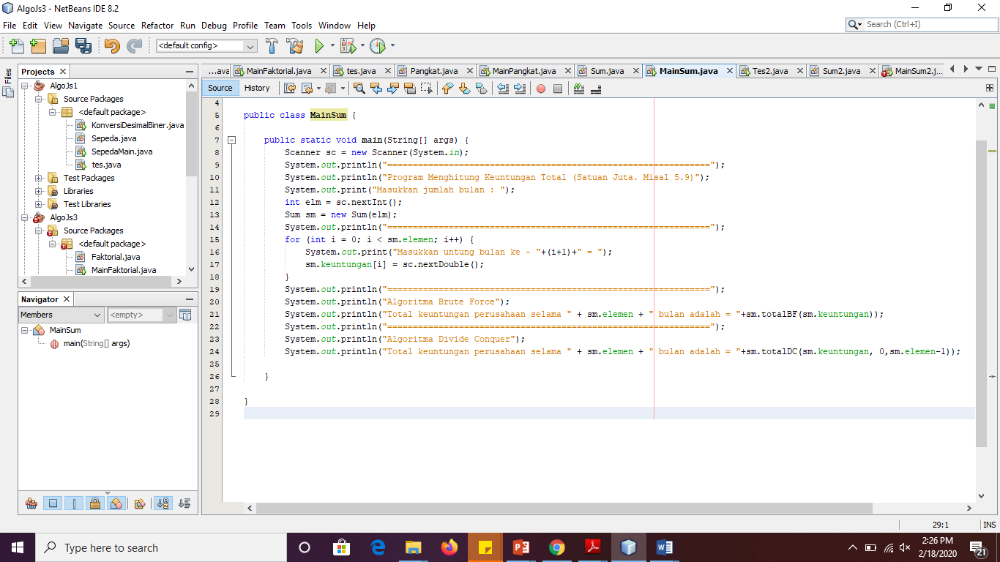 AlgoJs3 - NetBeans IDE 8.2
File Edit View Navigate Source Refactor Run Debug Profile Team Tools Window Help
Search (Ctrl+I)
<default config>
Files
Projects
AlgoJs1
Source Packages
<default package>
KonversiDesimalBiner.java
Sepeda.java
SepedaMain.java
tes.java
Test Packages
Libraries
Test Libraries
AlgoJs3
Source Packages
<default package>
Faktorial.java
MainFaktorial.java
Navigator
Members
<empty>
MainSum
main(String[] args)
...ava MainFaktorial.java tes.java Pangkat.java MainPangkat.java Sum.java MainSum.java Tes2.java Sum2.java MainSum2.j...
Source History
4
5 public class MainSum {
6
7 public static void main(String[] args) {
8 Scanner sc = new Scanner(System.in);
9 System.out.println("===============================================================");
10 System.out.println("Program Menghitung Keuntungan Total (Satuan Juta. Misal 5.9)");
11 System.out.print("Masukkan jumlah bulan : ");
12 int elm = sc.nextInt();
13 Sum sm = new Sum(elm);
14 System.out.println("===============================================================");
15 for (int i = 0; i < sm.elemen; i++) {
16 System.out.print("Masukkan untung bulan ke - "+(i+1)+" = ");
17 sm.keuntungan[i] = sc.nextDouble();
18 }
19 System.out.println("===============================================================");
20 System.out.println("Algoritma Brute Force");
21 System.out.println("Total keuntungan perusahaan selama " + sm.elemen + " bulan adalah = "+sm.totalBF(sm.keuntungan));
22 System.out.println("===============================================================");
23 System.out.println("Algoritma Divide Conquer");
24 System.out.println("Total keuntungan perusahaan selama " + sm.elemen + " bulan adalah = "+sm.totalDC(sm.keuntungan, 0,sm.elemen-1));
25
26 }
27
28 }
29
29:1 INS
Type here to search
2:26 PM
2/18/2020
21